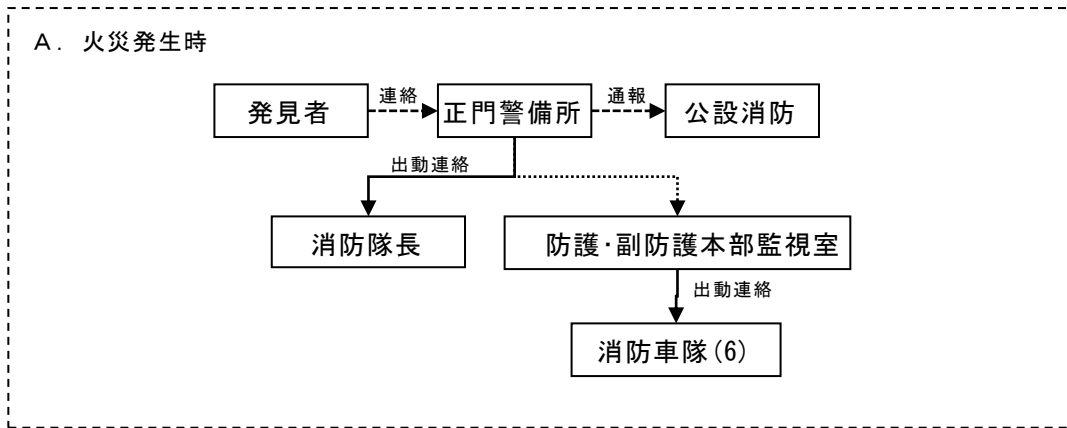 A．火災発生時
発見者
連絡
正門警備所
通報
公設消防
出動連絡
消防隊長
防護・副防護本部監視室
出動連絡
消防車隊(6)